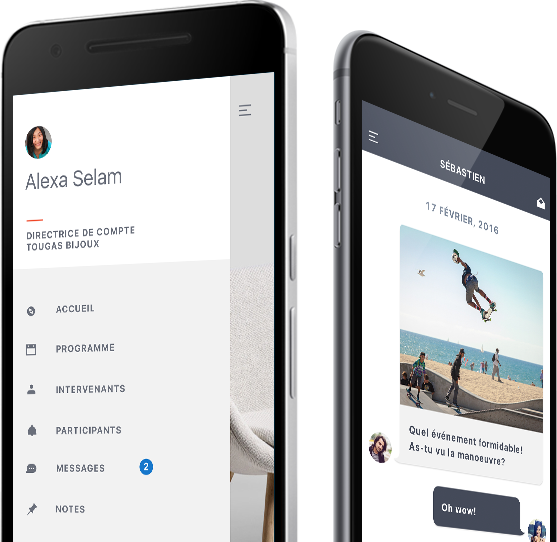 Alexa Selam
DIRECTRICE DE COMPTE
TOUGAS BIJOUX
ACCUEIL
PROGRAMME
INTERVENANTS
PARTICIPANTS
MESSAGES 2
NOTES
SÉBASTIEN
17 FÉVRIER, 2016
Quel événement formidable!
As-tu vu la manoeuvre?
Oh wow!